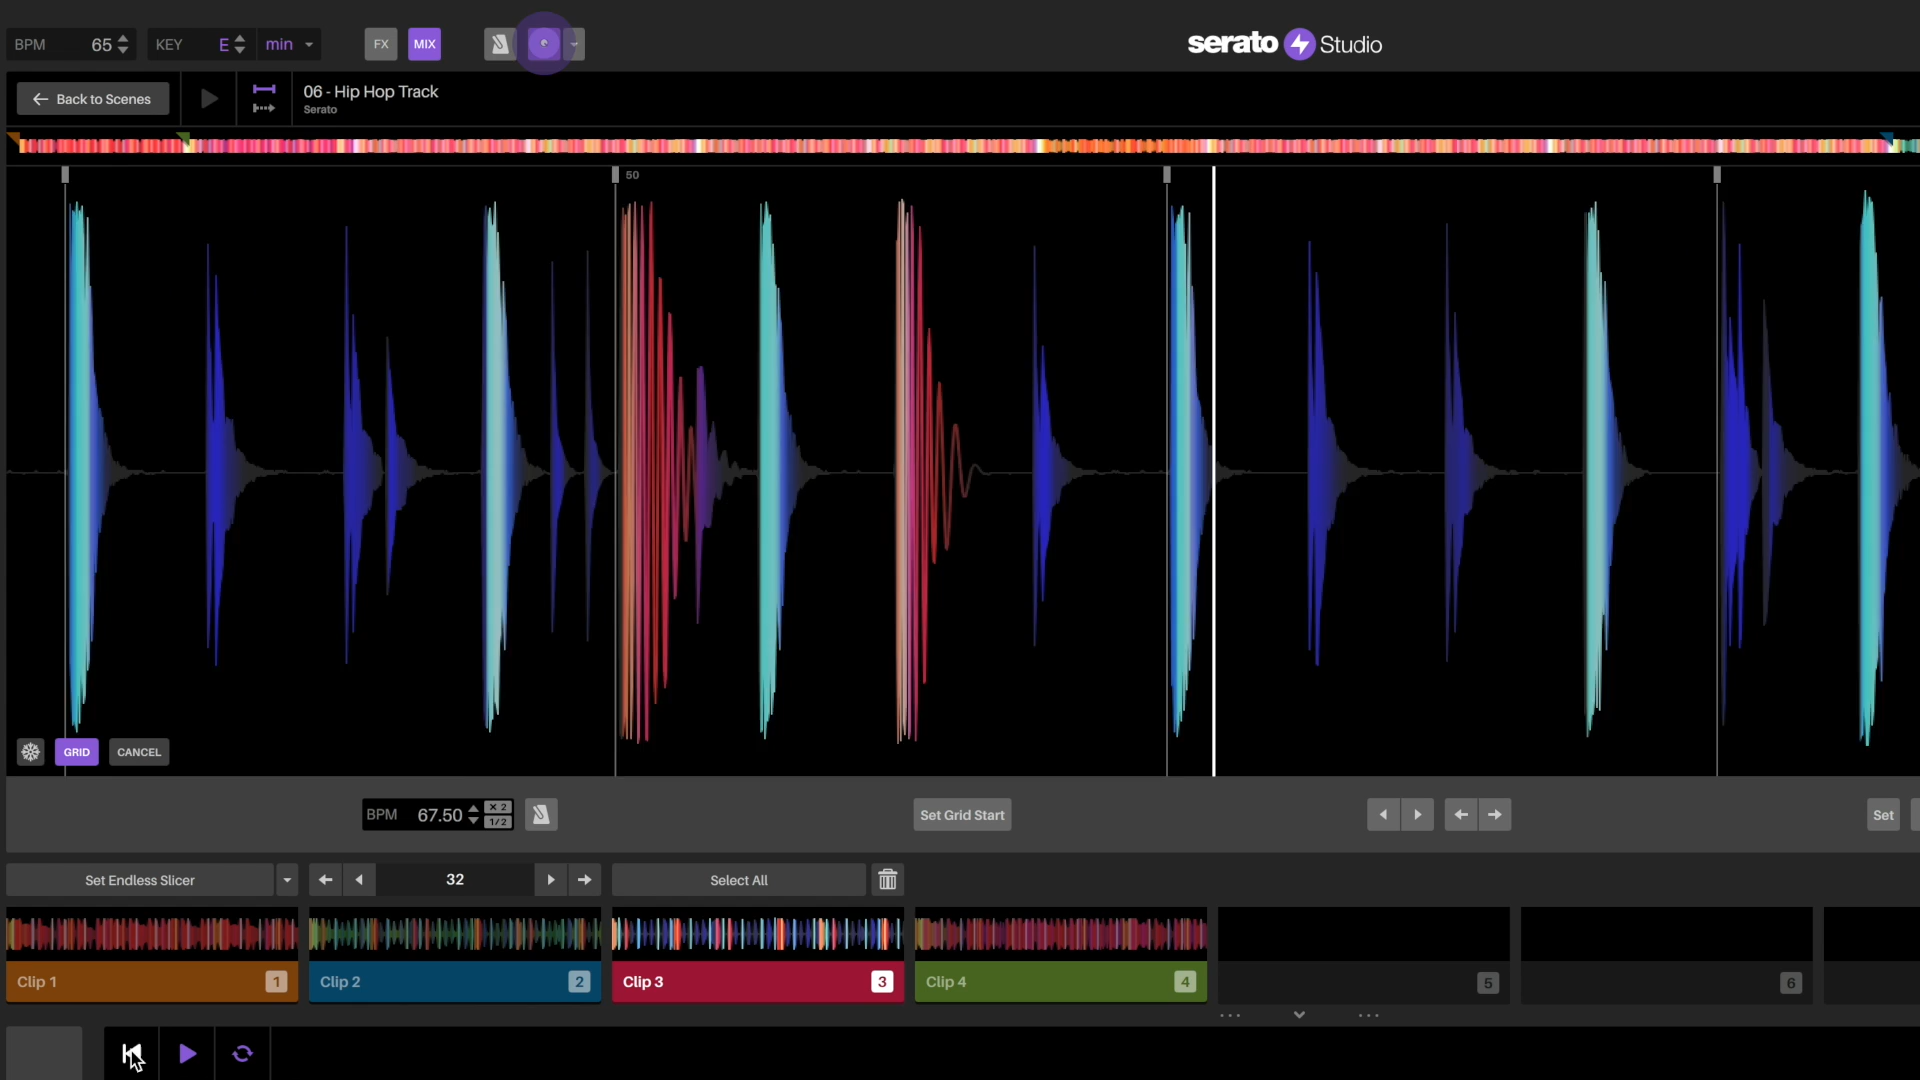 BPM 65 KEY E min FX MIX
serato Studio
Back to Scenes
06 - Hip Hop Track
Serato
50
GRID CANCEL
BPM 67.50 X 2 1/2 Set Grid Start Set
Set Endless Slicer 32 Select All
Clip 1 1 Clip 2 2 Clip 3 3 Clip 4 4 5 6